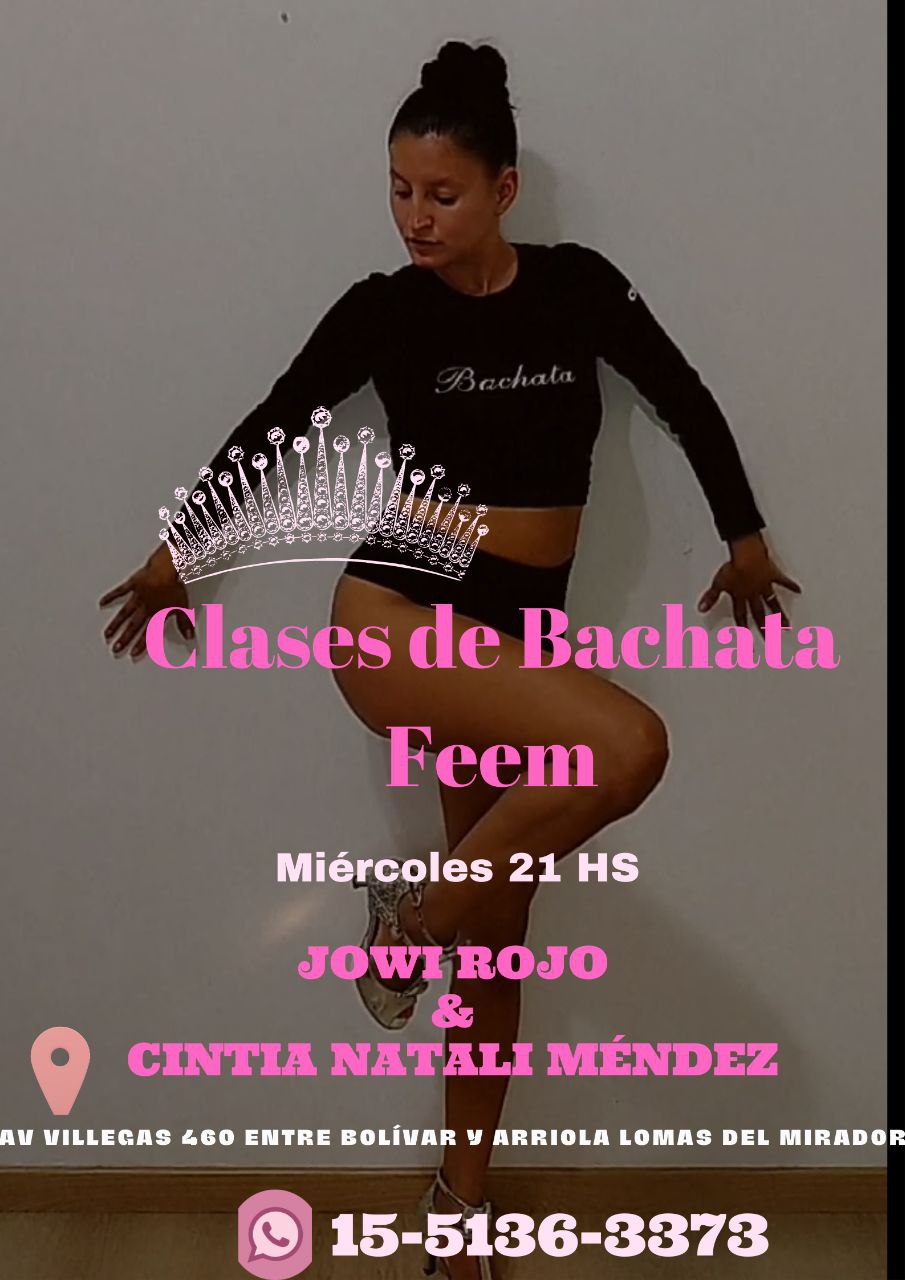 Bachata
Clases de Bachata
Feem
Miércoles 21 HS
JOWI ROJO
&
CINTIA NATALI MÉNDEZ
AV VILLEGAS 460 ENTRE BOLÍVAR Y ARRIOLA LOMAS DEL MIRADOR
15-5136-3373